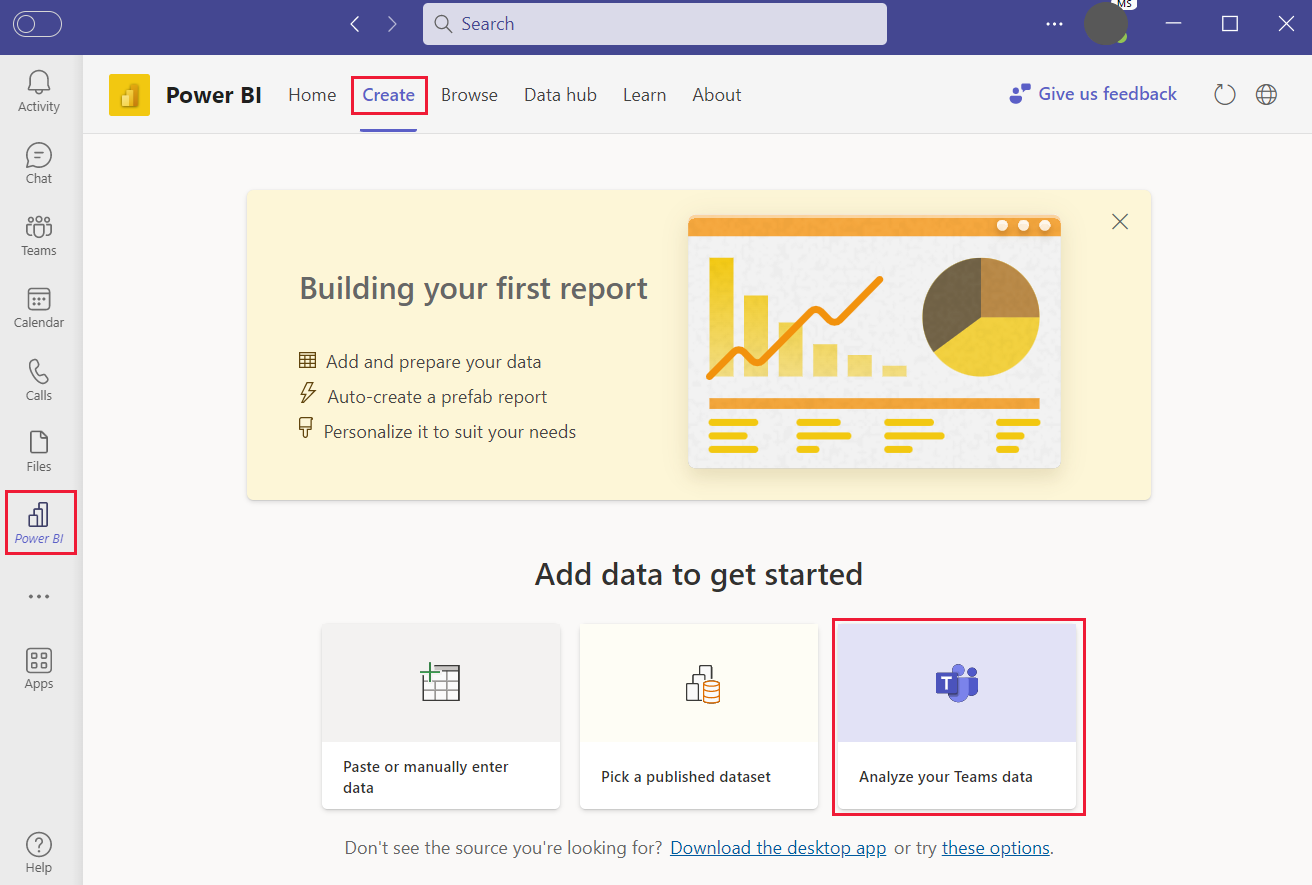 Search
MS
Activity
Chat
Teams
Calendar
Calls
Files
Power BI
Apps
Help
Power BI Home Create Browse Data hub Learn About
Give us feedback
Building your first report
Add and prepare your data
Auto-create a prefab report
Personalize it to suit your needs
Add data to get started
Paste or manually enter
data
Pick a published dataset
T
Analyze your Teams data
Don't see the source you're looking for? Download the desktop app or try these options.